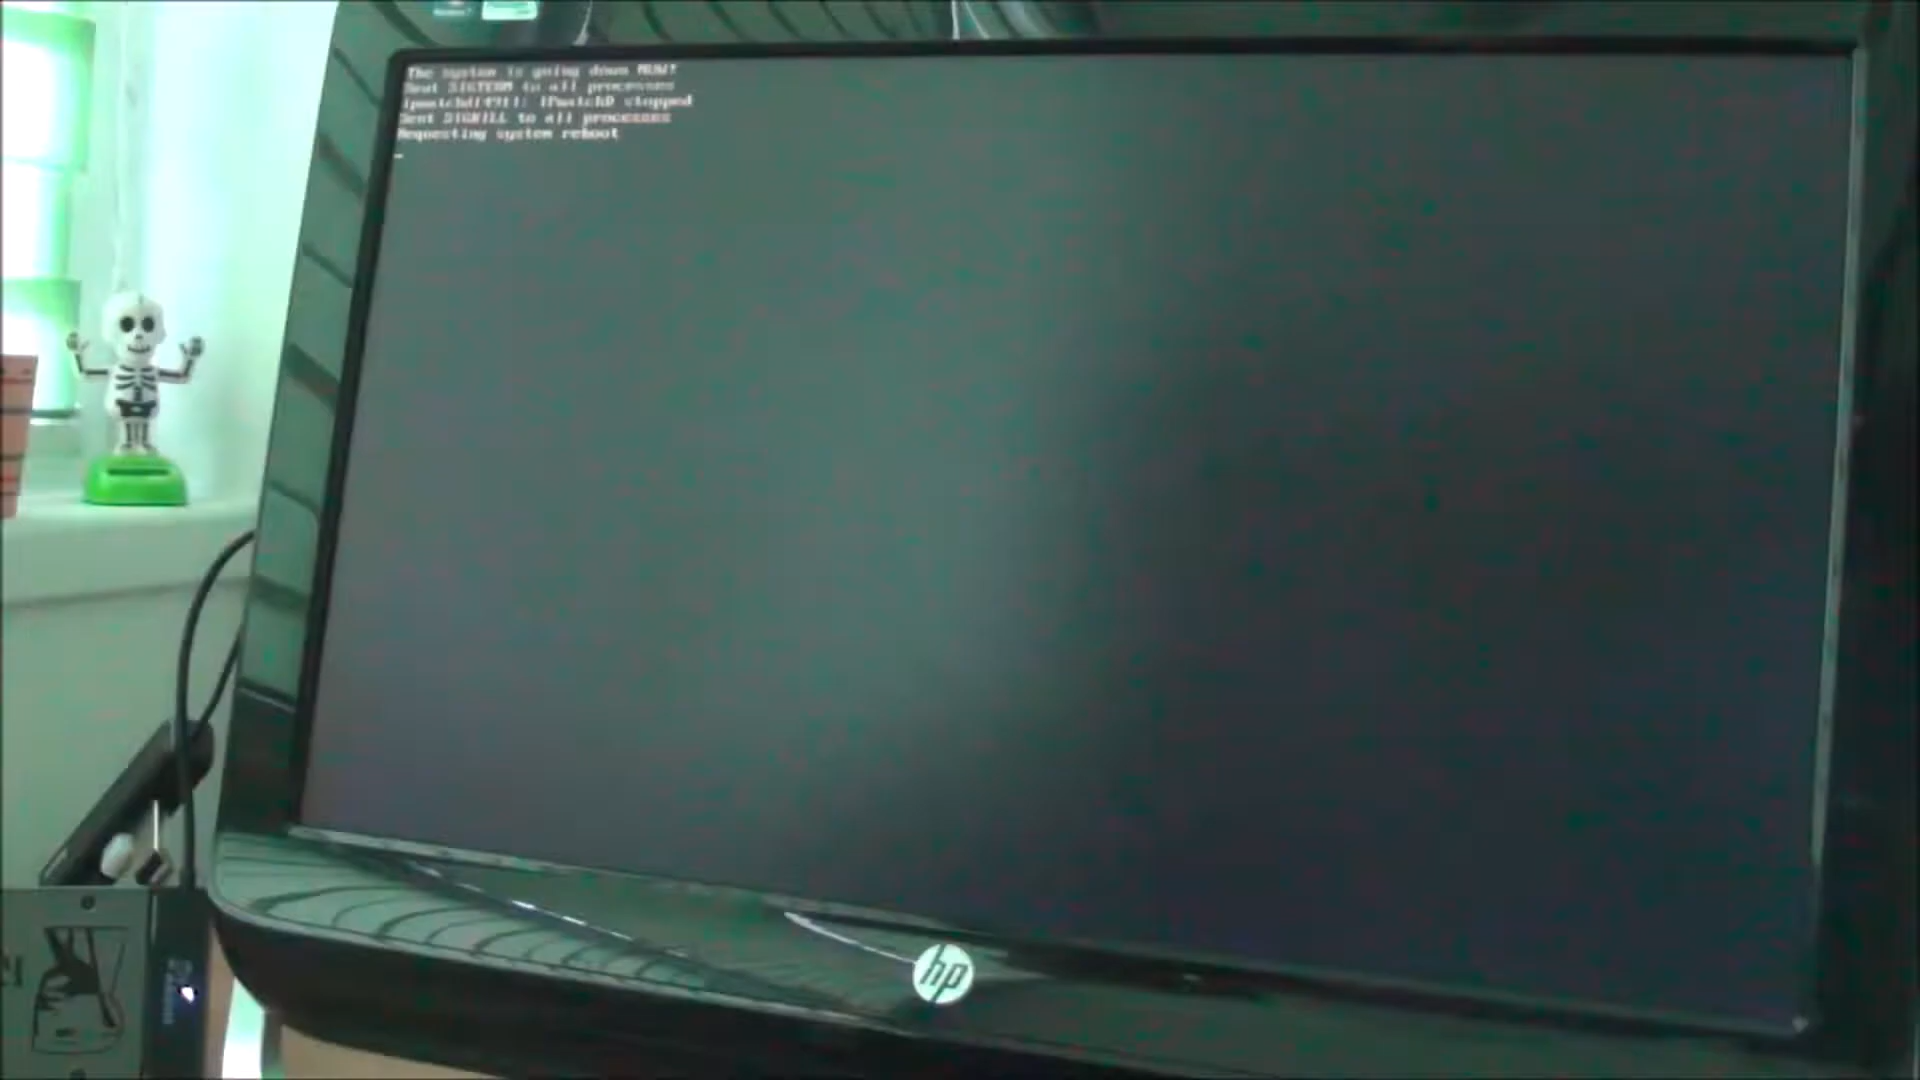 The system is going down NOW!
Sent SIGTERM to all processes
stopped
Sent SIGKILL to all processes
Requesting system reboot
hp